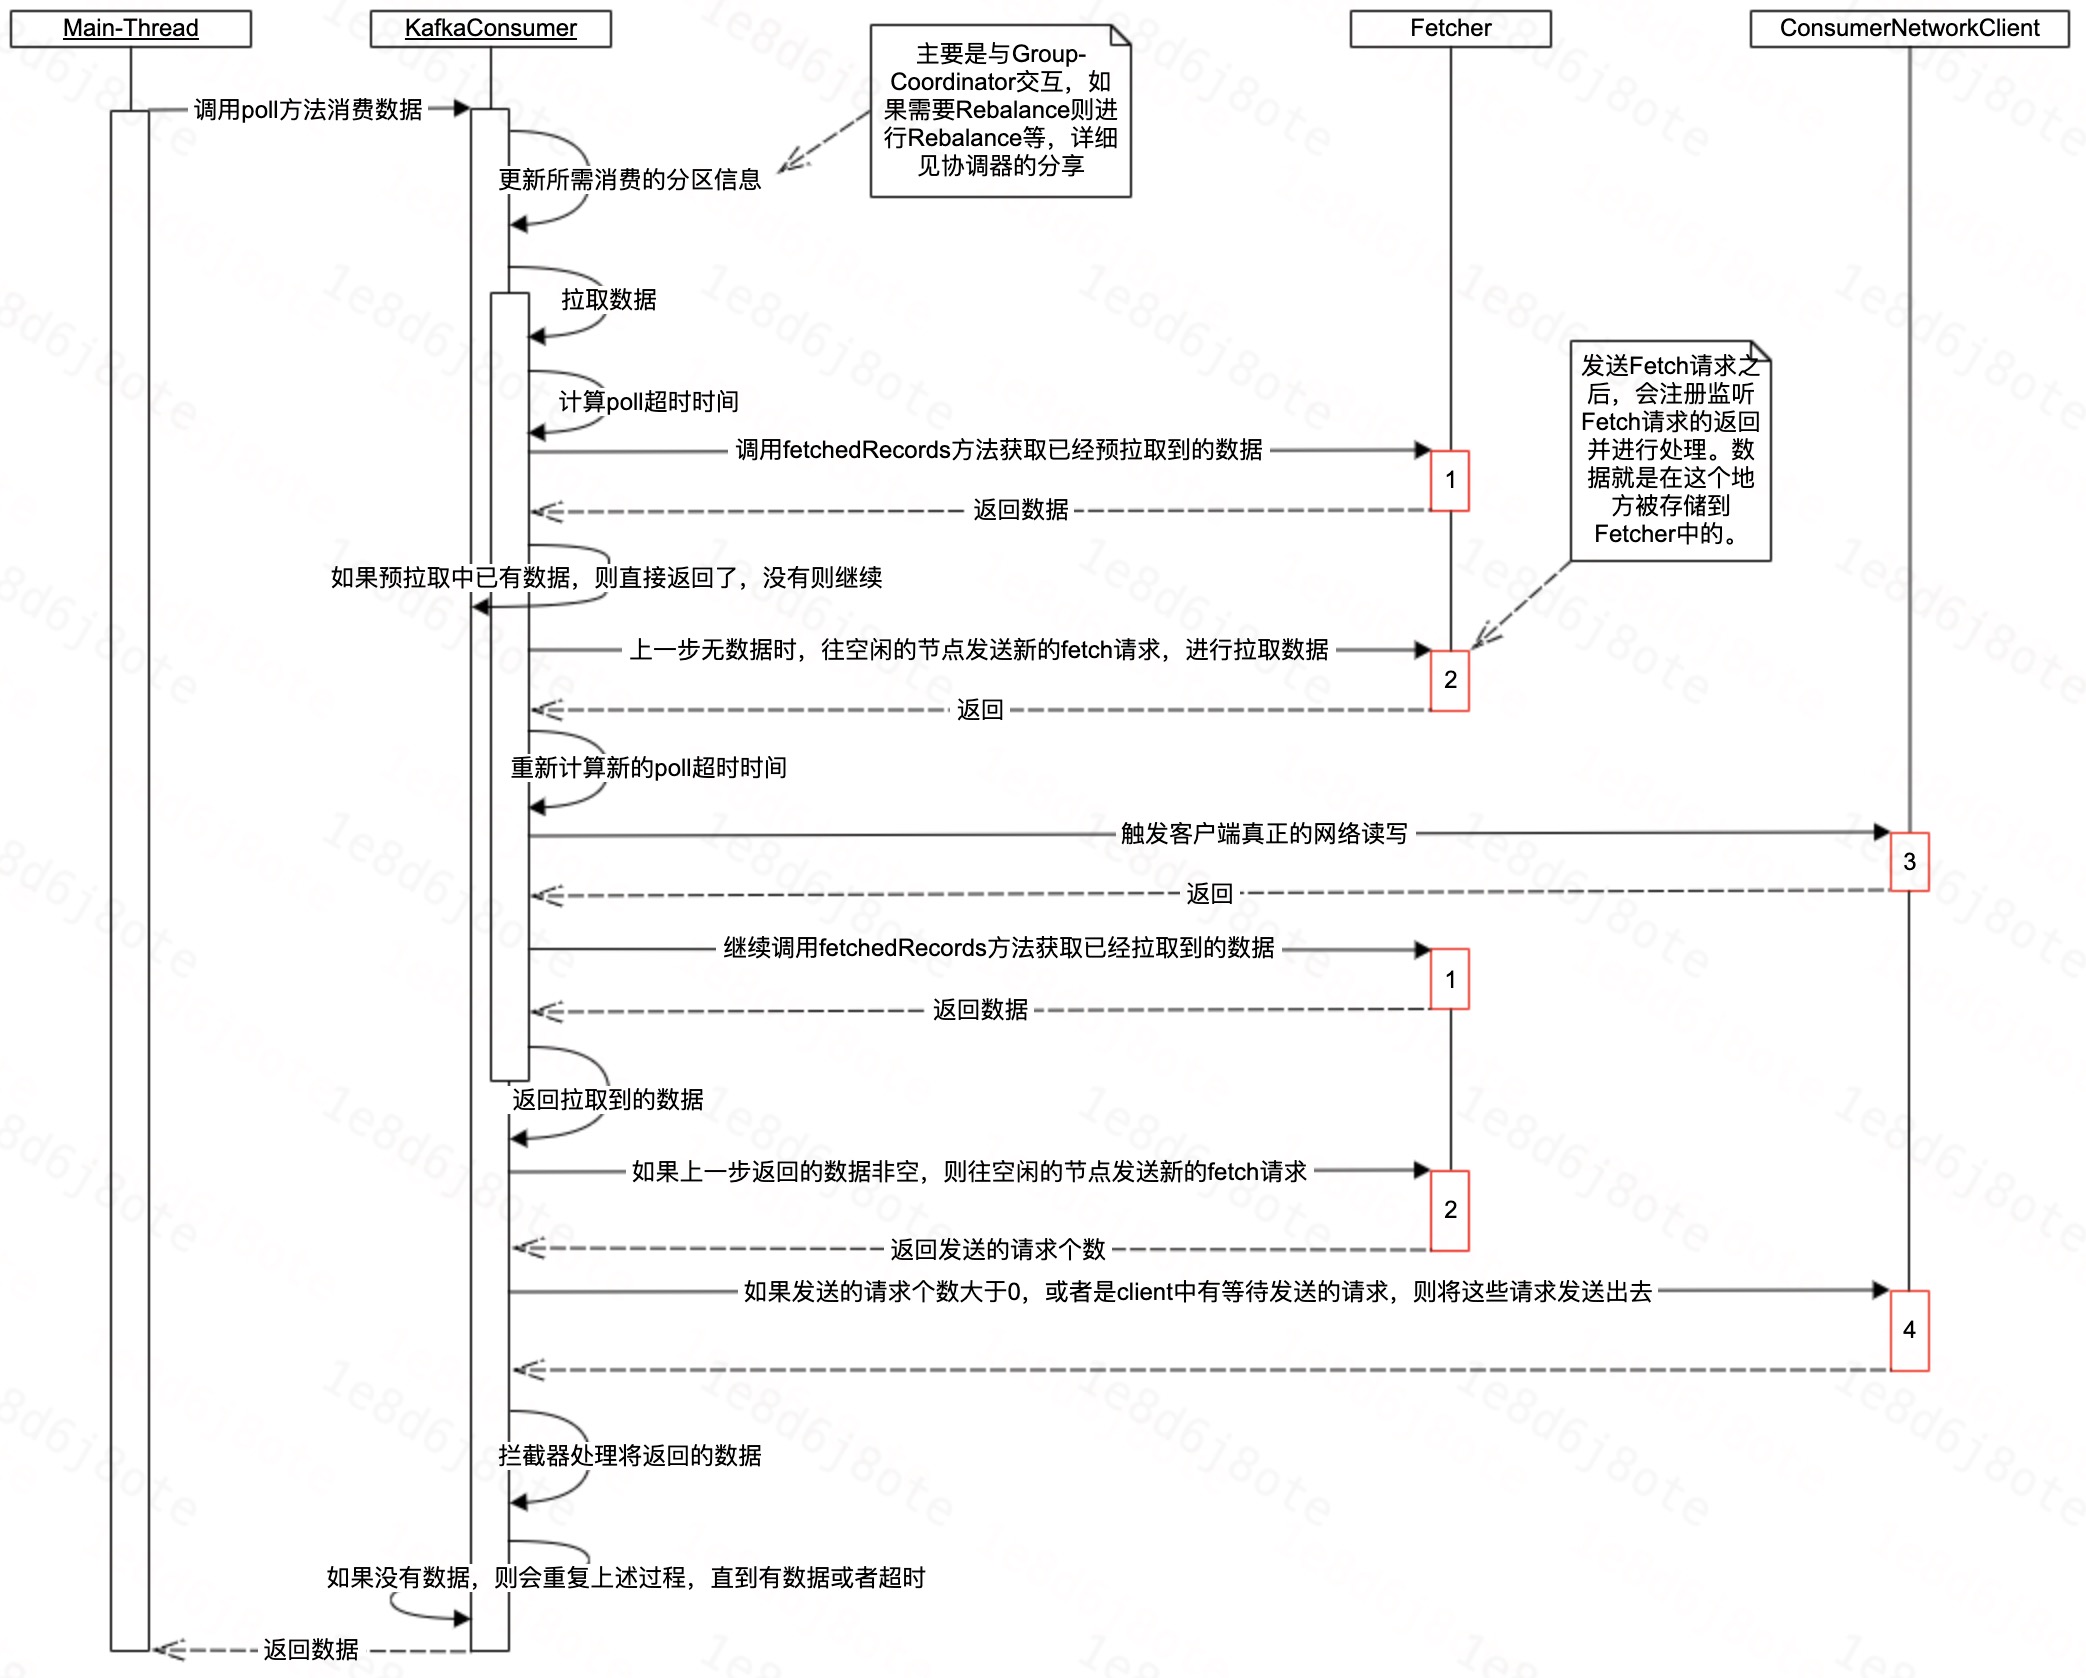 Main-Thread
KafkaConsumer
Fetcher
ConsumerNetworkClient
主要是与Group-
Coordinator交互，如
果需要Rebalance则进
行Rebalance等，详细
见协调器的分享
调用poll方法消费数据
更新所需消费的分区信息
拉取数据
发送Fetch请求之
后，会注册监听
Fetch请求的返回
并进行处理。数
据就是在这个地
方被存储到
Fetcher中的。
计算poll超时时间
调用fetchedRecords方法获取已经预拉取到的数据
1
返回数据
如果预拉取中已有数据，则直接返回了，没有则继续
上一步无数据时，往空闲的节点发送新的fetch请求，进行拉取数据
2
返回
重新计算新的poll超时时间
触发客户端真正的网络读写
3
返回
继续调用fetchedRecords方法获取已经拉取到的数据
1
返回数据
返回拉取到的数据
如果上一步返回的数据非空，则往空闲的节点发送新的fetch请求
2
返回发送的请求个数
如果发送的请求个数大于0，或者是client中有等待发送的请求，则将这些请求发送出去
4
拦截器处理将返回的数据
如果没有数据，则会重复上述过程，直到有数据或者超时
返回数据
1e8d6j8ote